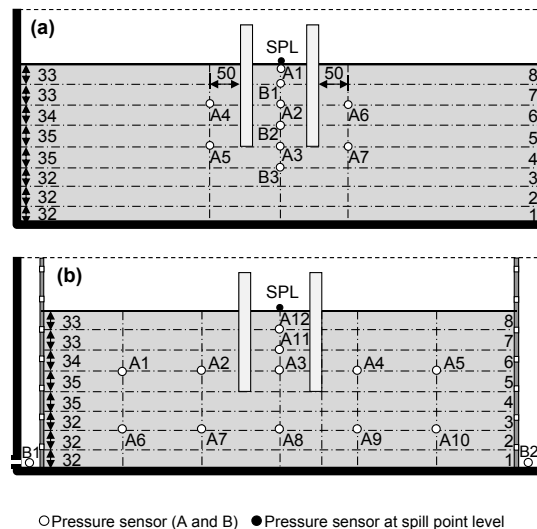 (a)
SPL
33
50
A1
50
8
33
B1
7
34
A4
A2
A6
6
35
B2
5
35
A5
A3
A7
4
32
B3
3
32
2
32
1
(b)
SPL
33
A12
8
33
A11
7
34
A1
A2
A3
A4
A5
6
35
5
35
4
32
3
32
A6
A7
A8
A9
A10
2
B1
32
1
B2
Pressure sensor (A and B) Pressure sensor at spill point level